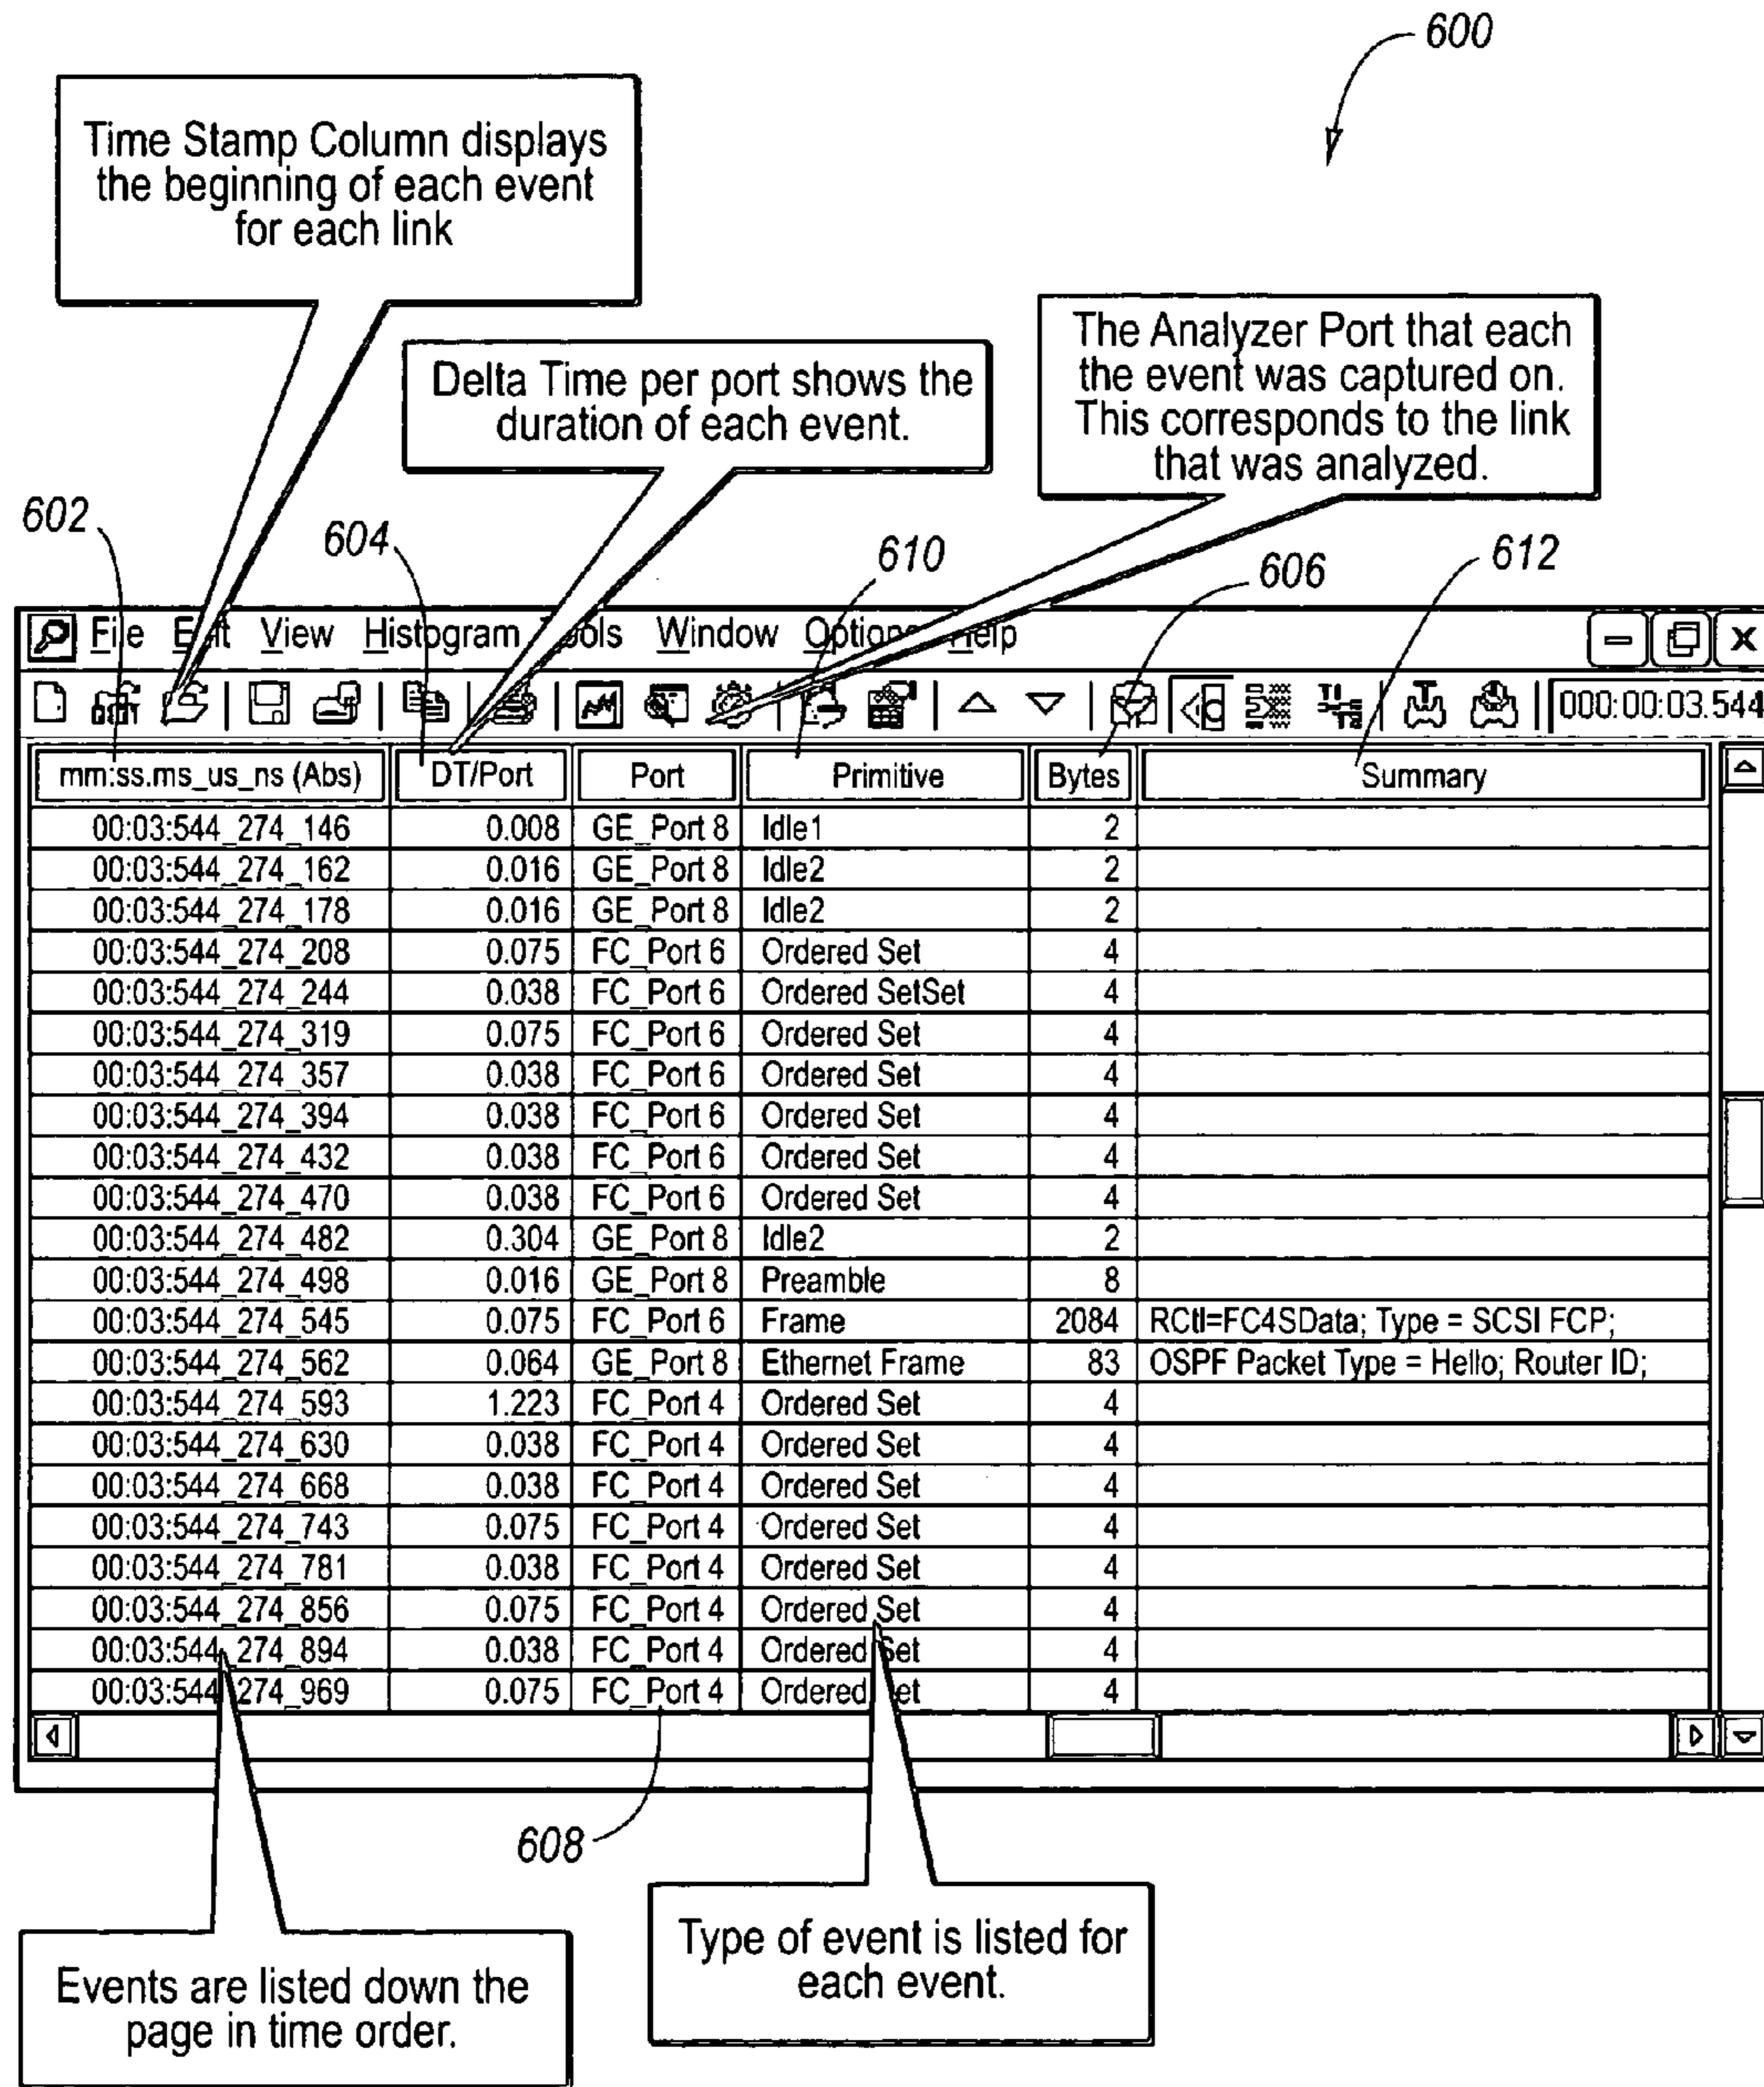 600
Time Stamp Column displays
the beginning of each event
for each link
Delta Time per port shows the
duration of each event.
The Analyzer Port that each
the event was captured on.
This corresponds to the link
that was analyzed.
602
604
610
606
612
File Edit View Histogram Tools Window Options Help
000:00:03.544
mm:ss.ms_us_ns (Abs) DT/Port Port Primitive Bytes Summary
00:03:544_274_146 0.008 GE_Port 8 Idle1 2
00:03:544_274_162 0.016 GE_Port 8 Idle2 2
00:03:544_274_178 0.016 GE_Port 8 Idle2 2
00:03:544_274_208 0.075 FC_Port 6 Ordered Set 4
00:03:544_274_244 0.038 FC_Port 6 Ordered SetSet 4
00:03:544_274_319 0.075 FC_Port 6 Ordered Set 4
00:03:544_274_357 0.038 FC_Port 6 Ordered Set 4
00:03:544_274_394 0.038 FC_Port 6 Ordered Set 4
00:03:544_274_432 0.038 FC_Port 6 Ordered Set 4
00:03:544_274_470 0.038 FC_Port 6 Ordered Set 4
00:03:544_274_482 0.304 GE_Port 8 Idle2 2
00:03:544_274_498 0.016 GE_Port 8 Preamble 8
00:03:544_274_545 0.075 FC_Port 6 Frame 2084 RCtl=FC4SData; Type = SCSI FCP;
00:03:544_274_562 0.064 GE_Port 8 Ethernet Frame 83 OSPF Packet Type = Hello; Router ID;
00:03:544_274_593 1.223 FC_Port 4 Ordered Set 4
00:03:544_274_630 0.038 FC_Port 4 Ordered Set 4
00:03:544_274_668 0.038 FC_Port 4 Ordered Set 4
00:03:544_274_743 0.075 FC_Port 4 Ordered Set 4
00:03:544_274_781 0.038 FC_Port 4 Ordered Set 4
00:03:544_274_856 0.075 FC_Port 4 Ordered Set 4
00:03:544_274_894 0.038 FC_Port 4 Ordered Set 4
00:03:544_274_969 0.075 FC_Port 4 Ordered Set 4
608
Events are listed down the
page in time order.
Type of event is listed for
each event.